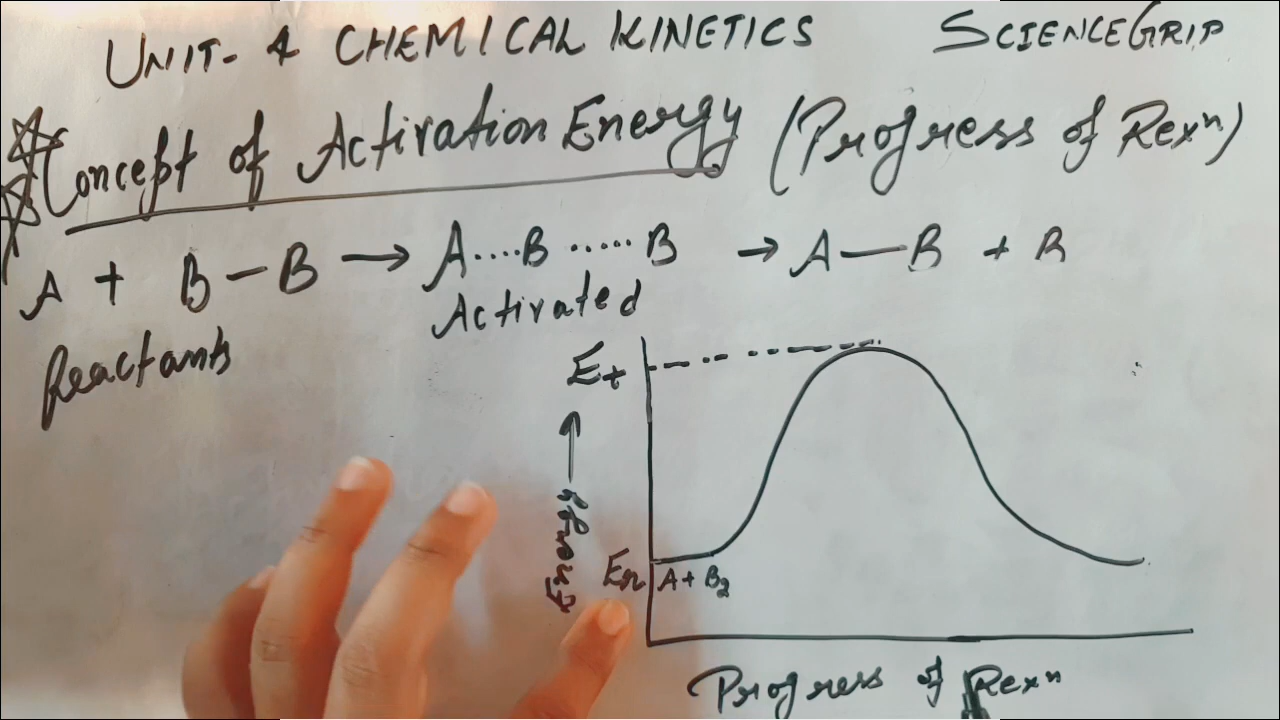 UNIT- 4 CHEMICAL KINETICS SCIENCEGRIP
Concept of Activation Energy (Progress of Rexⁿ)
A + B – B → A....B ......B → A — B + B
Reactants Activated
E+
Energy →
Er A + B₂
Progress of Rexⁿ